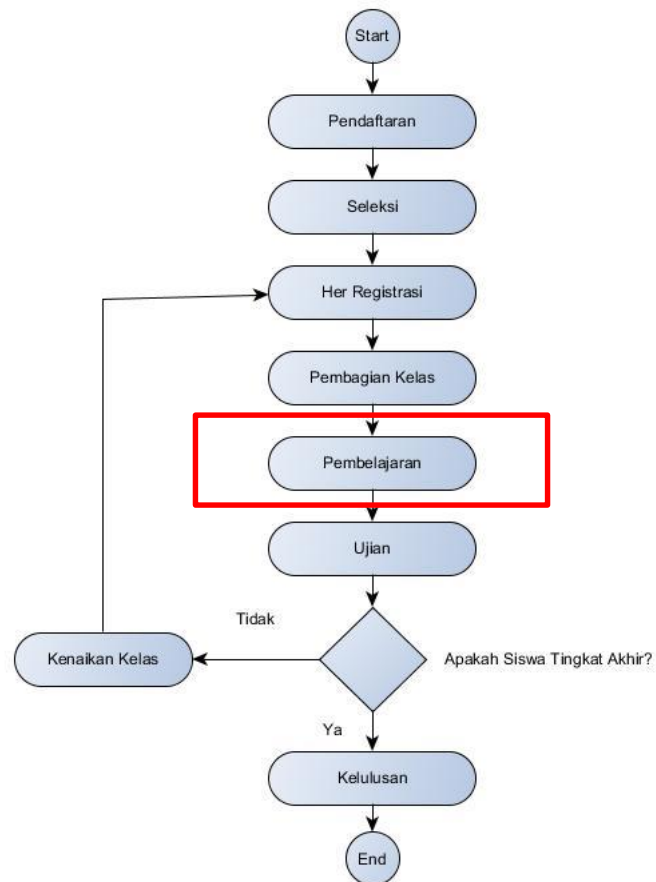 Start
Pendaftaran
Seleksi
Her Registrasi
Pembagian Kelas
Pembelajaran
Ujian
Tidak
Kenaikan Kelas
Apakah Siswa Tingkat Akhir?
Ya
Kelulusan
End